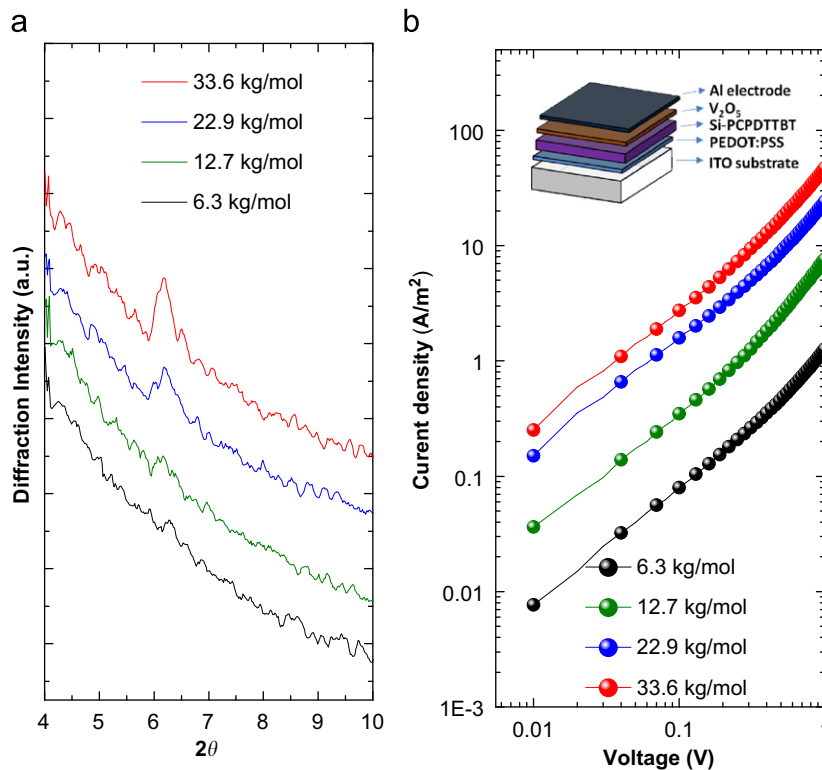 a
33.6 kg/mol
22.9 kg/mol
12.7 kg/mol
6.3 kg/mol
Diffraction Intensity (a.u.)
4 5 6 7 8 9 10
2θ
b
Al electrode
V₂O₅
Si-PCPDTTBT
PEDOT:PSS
ITO substrate
100
10
1
0.1
0.01
1E-3
Curent density (A/m²)
6.3 kg/mol
12.7 kg/mol
22.9 kg/mol
33.6 kg/mol
0.01 0.1
Voltage (V)